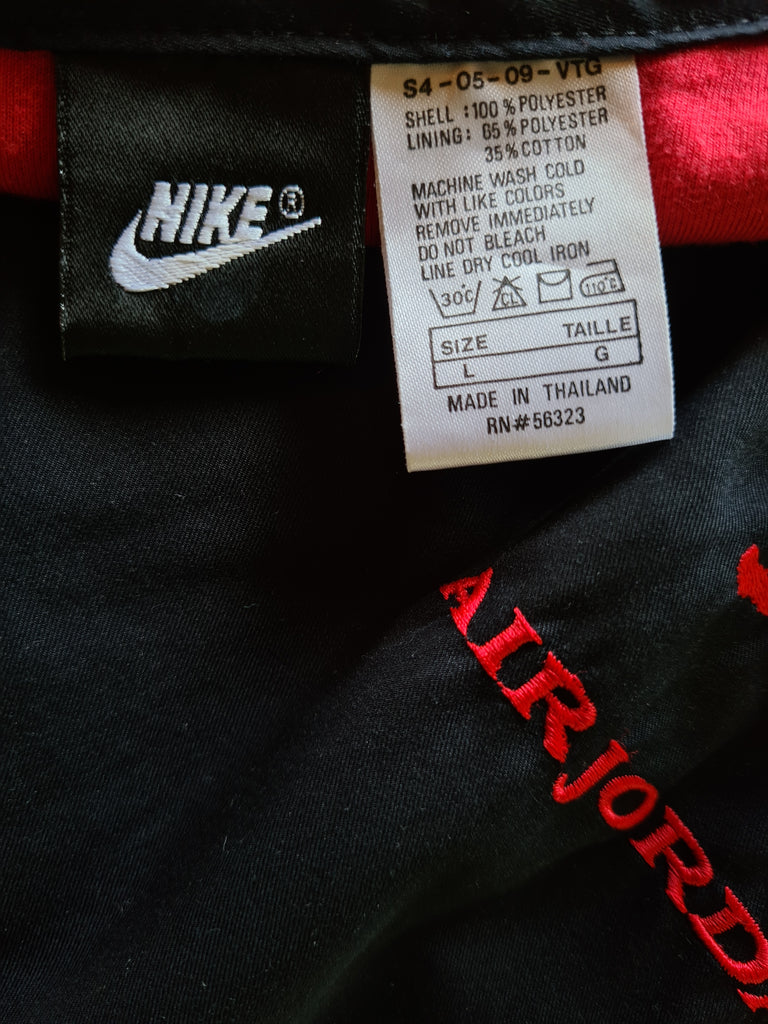 NIKE®
S4-05-09-VTG
SHELL :100%POLYESTER
LINING: 65%POLYESTER
35%COTTON
MACHINE WASH COLD
WITH LIKE COLORS
REMOVE IMMEDIATELY
DO NOT BLEACH
LINE DRY COOL IRON
30°C CL 110°C
SIZE TAILLE
L G
MADE IN THAILAND
RN#56323
AIR JORD